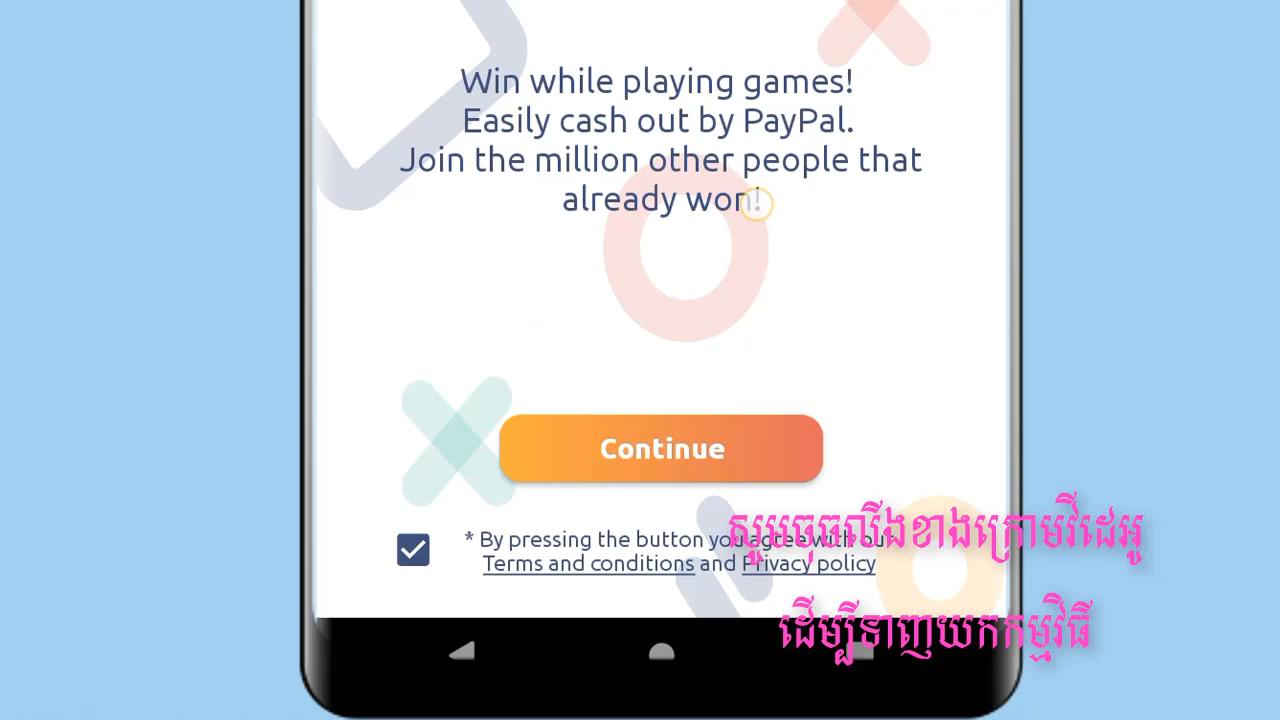 Win while playing games!
Easily cash out by PayPal.
Join the million other people that
already won!
Continue
* By pressing the button you agree with our
Terms and conditions and Privacy policy
សូមចុចលីងខាងក្រោមវីដេអូ
ដើម្បីទាញយកកម្មវិធី